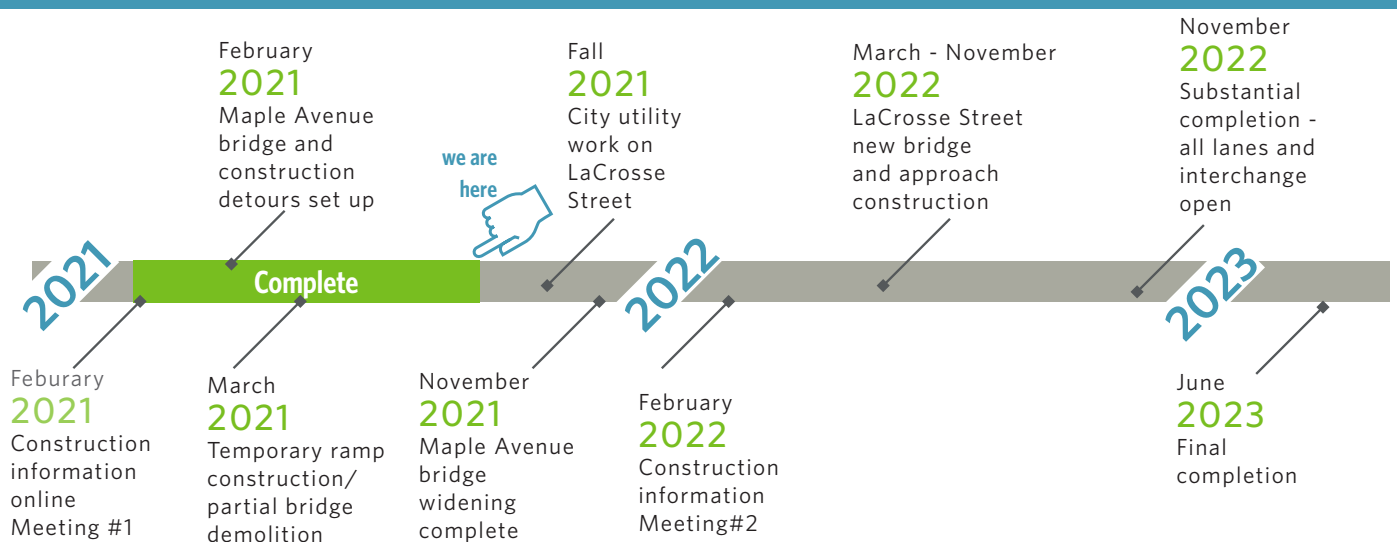 February
2021
Maple Avenue
bridge and
construction
detours set up
we are
here
Fall
2021
City utility
work on
LaCrosse
Street
March - November
2022
LaCrosse Street
new bridge
and approach
construction
November
2022
Substantial
completion -
all lanes and
interchange
open
2021
Complete
2022
2023
Feburary
2021
Construction
information
online
Meeting #1
March
2021
Temporary ramp
construction/
partial bridge
demolition
November
2021
Maple Avenue
bridge
widening
complete
February
2022
Construction
information
Meeting#2
June
2023
Final
completion